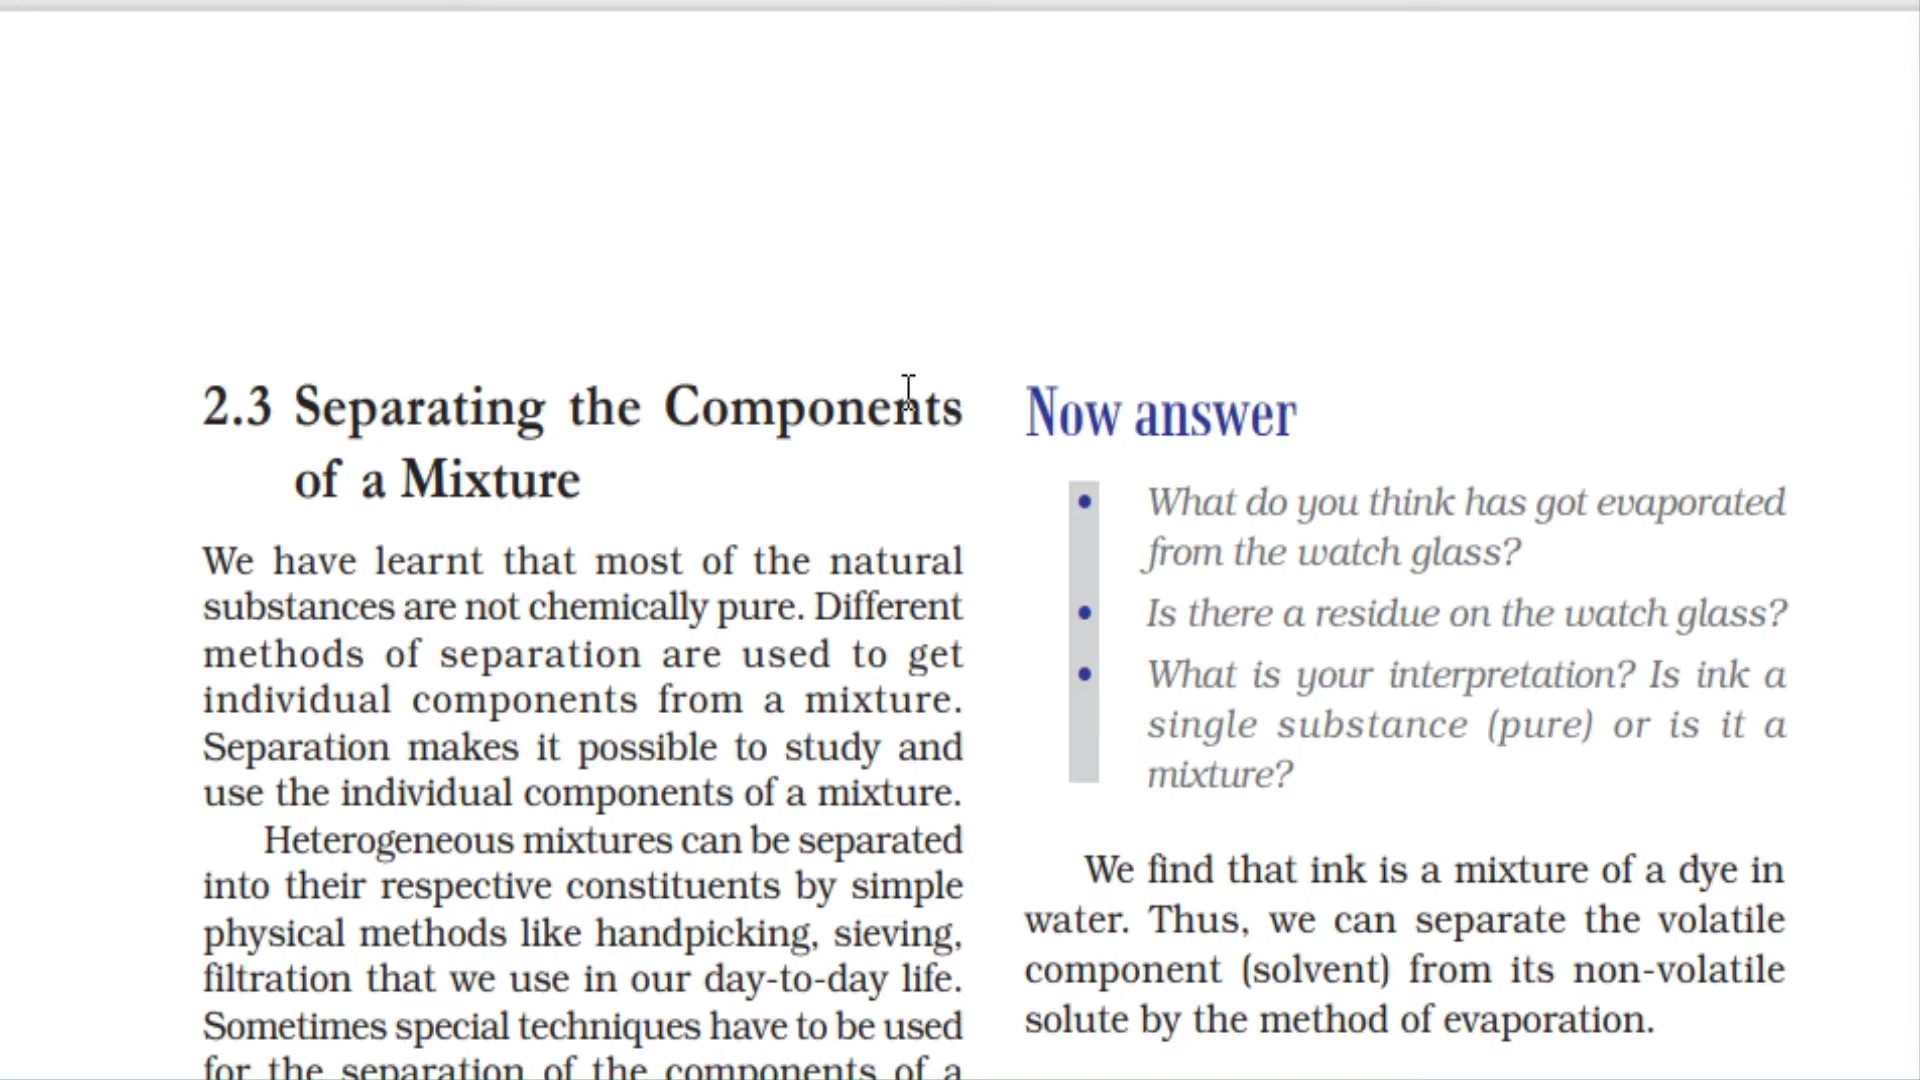 2.3 Separating the Components
of a Mixture
We have learnt that most of the natural
substances are not chemically pure. Different
methods of separation are used to get
individual components from a mixture.
Separation makes it possible to study and
use the individual components of a mixture.
Heterogeneous mixtures can be separated
into their respective constituents by simple
physical methods like handpicking, sieving,
filtration that we use in our day-to-day life.
Sometimes special techniques have to be used
for the separation of the components of a
Now answer
• What do you think has got evaporated
from the watch glass?
• Is there a residue on the watch glass?
• What is your interpretation? Is ink a
single substance (pure) or is it a
mixture?
We find that ink is a mixture of a dye in
water. Thus, we can separate the volatile
component (solvent) from its non-volatile
solute by the method of evaporation.